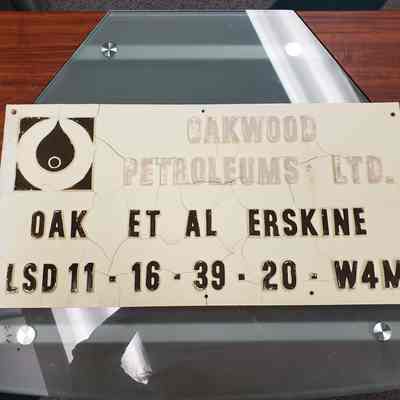 OAKWOOD
PETROLEUMS LTD.
OAK ET AL ERSKINE
LSD 11-16-39-20-W4M